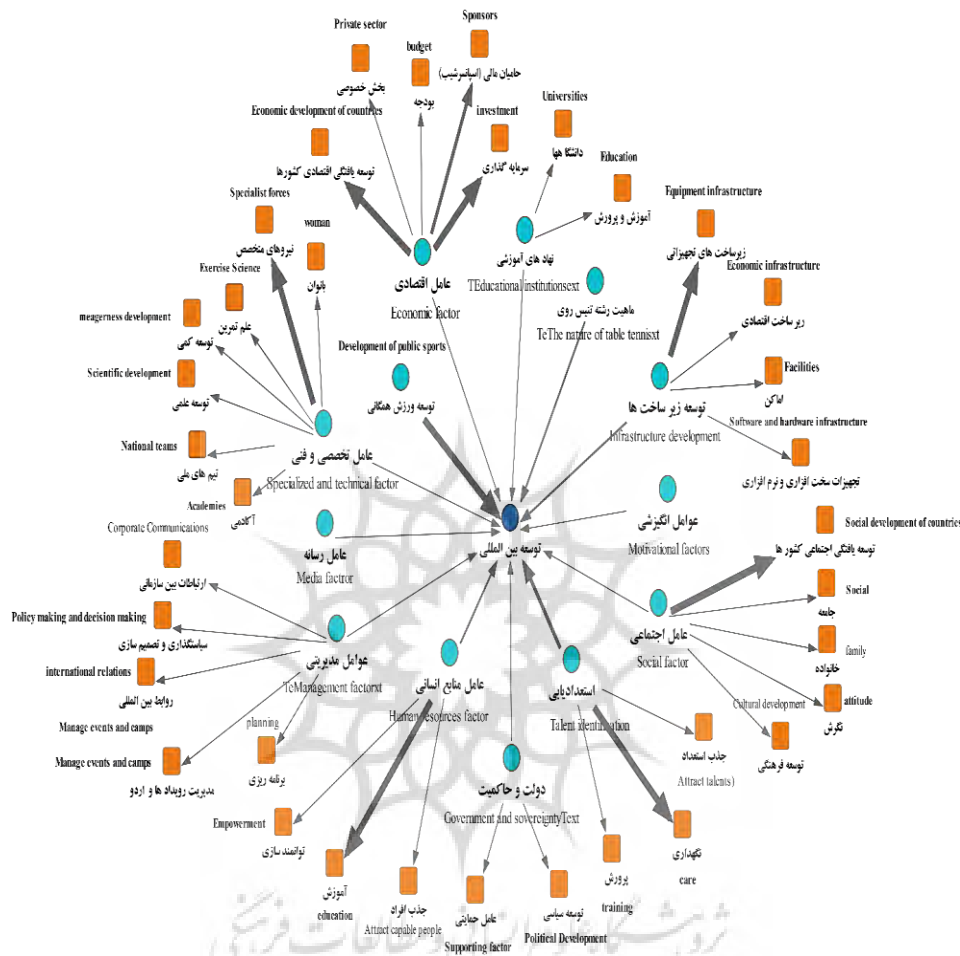 Sponsors
Private sector
budget
حامیان مالی (اسپانسرشیپ)
بخش خصوصی
بودجه
Universities
Economic development of countries
investment
دانشگا هها
Education
توسعه یافتگی اقتصادی کشورها
سرمایه گذاری
آموزش و پرورش
Equipment infrastructure
Specialist forces
woman
نیروهای متخصص
بانوان
زیرساخت های تجهیزاتی
نهاد های آموزشی
Economic infrastructure
Exercise Science
عامل اقتصادی
TEducational institutionsext
علم تمرین
Economic factor
ماهیت رشته تنیس روی
زیر ساخت اقتصادی
meagerness development
توسعه کمی
TeThe nature of table tennisxt
Development of public sports
Scientific development
توسعه علمی
توسعه ورزش همگانی
توسعه زیر ساخت ها
Facilities
اماکن
Infrastructure development
Software and hardware infrastructure
National teams
تیم های ملی
عامل تخصصی و فنی
Specialized and technical factor
تجهیزات سخت افزاری و نرم افزاری
Academies
آکادمی
عوامل انگیزشی
Motivational factors
Social development of countries
توسعه یافتگی اجتماعی کشور ها
Corporate Communications
عامل رسانه
Media factror
توسعه بین المللی
ارتباطات بین سازمانی
Social
جامعه
Policy making and decision making
سیاستگذاری و تصمیم سازی
عامل اجتماعی
Social factor
family
خانواده
international relations
روابط بین المللی
عوامل مدیریتی
TeManagement factorxt
عامل منابع انسانی
Human resources factor
استعدادیابی
Talent identification
Cultural development
attitude
نگرش
Manage events and camps
planning
برنامه ریزی
جذب استعداد
Attract talents)
توسعه فرهنگی
Manage events and camps
مدیریت رویداد ها و اردو
دولت و حاکمیت
Government and sovereigntyText
Empowerment
توانمند سازی
نگهداری
care
آموزش
education
جذب افراد
Attract capable people
عامل حمایتی
Supporting factor
توسعه سیاسی
Political Development
پرورش
training
پژوهشگاه علوم انسانی و مطالعات فرهنگی